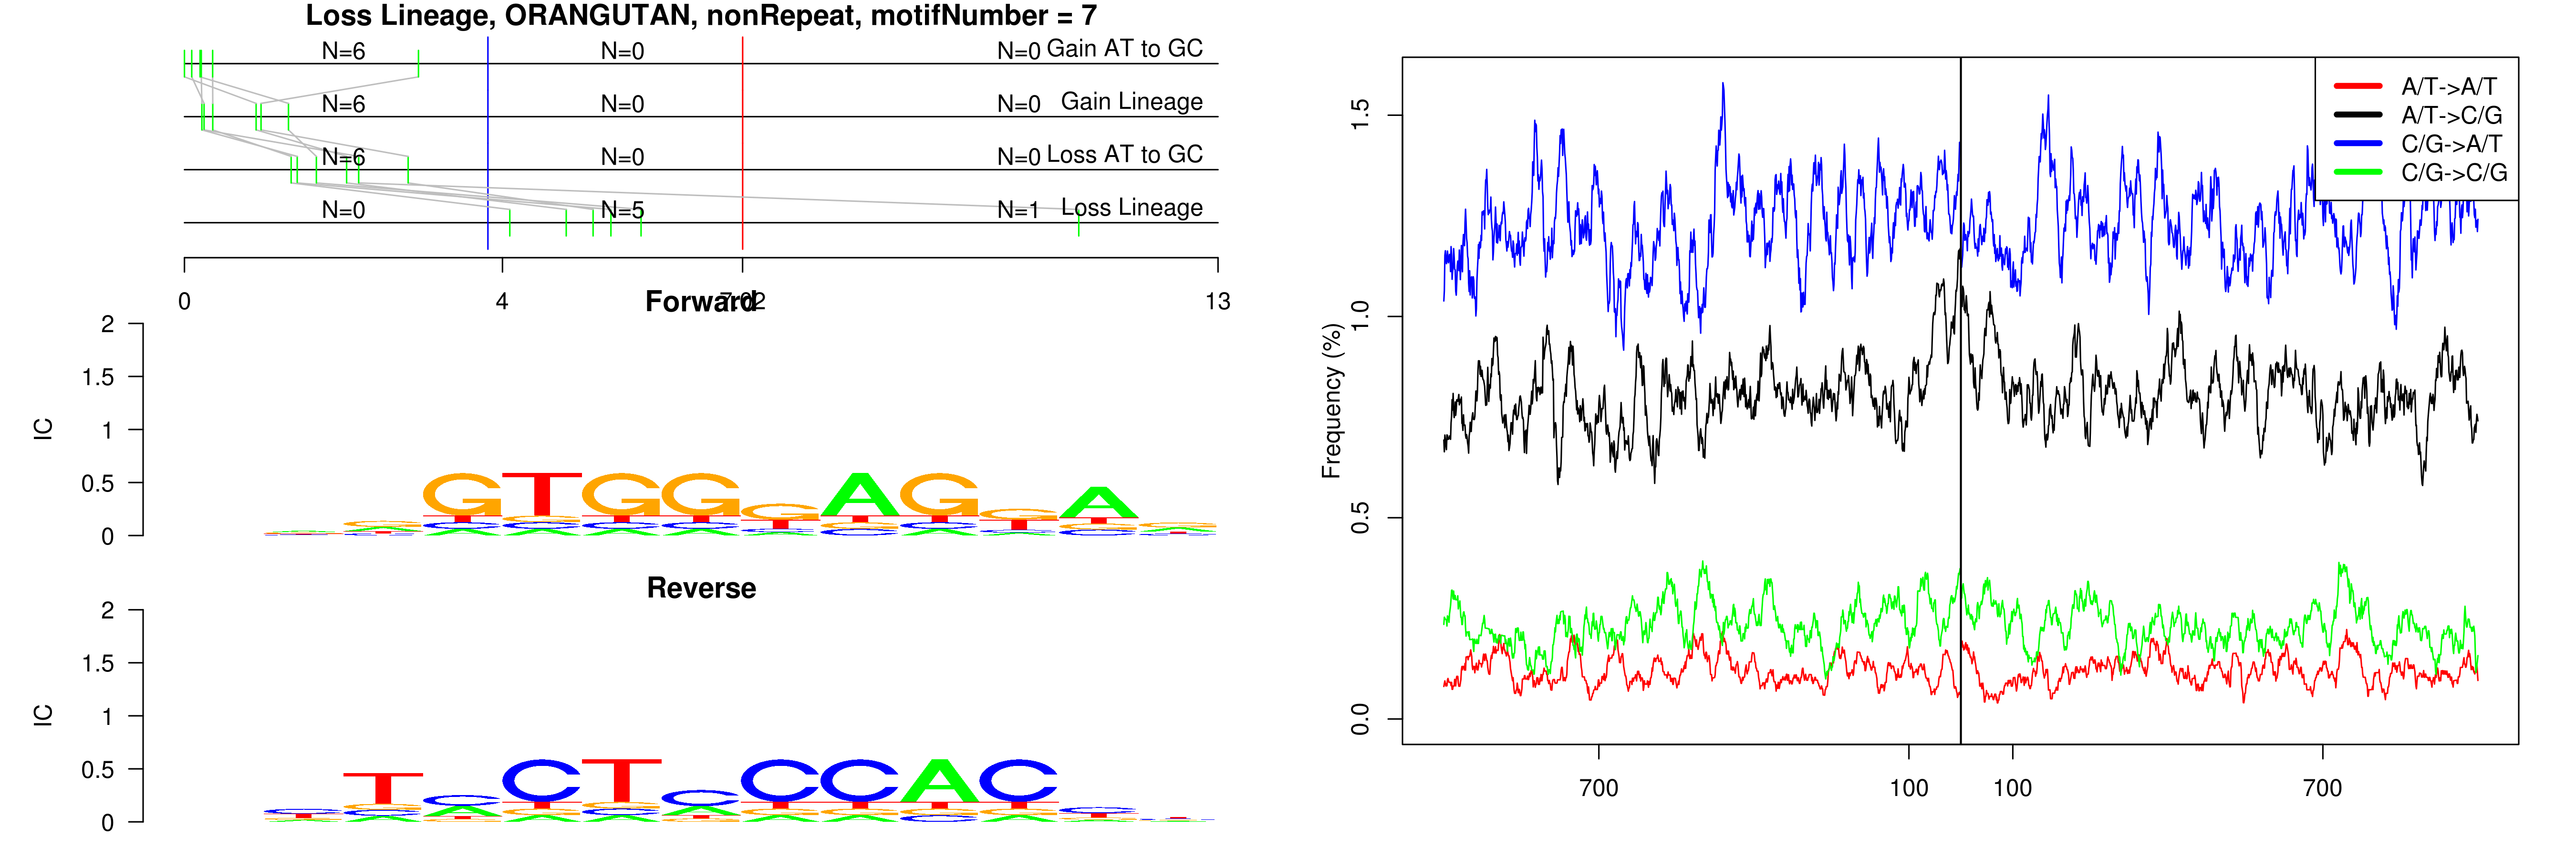 Loss Lineage, ORANGUTAN, nonRepeat, motifNumber = 7
N=6 N=0 N=0 Gain AT to GC
N=6 N=0 N=0 Gain Lineage
N=6 N=0 N=0 Loss AT to GC
N=0 N=5 N=1 Loss Lineage
0 4 7.02 13
Forward
2
1.5
1
0.5
0
IC
GTGGGAGGA
Reverse
2
1.5
1
0.5
0
IC
TCCTCCCAC
Frequency (%)
1.5
1.0
0.5
0.0
700 100 100 700
A/T->A/T
A/T->C/G
C/G->A/T
C/G->C/G